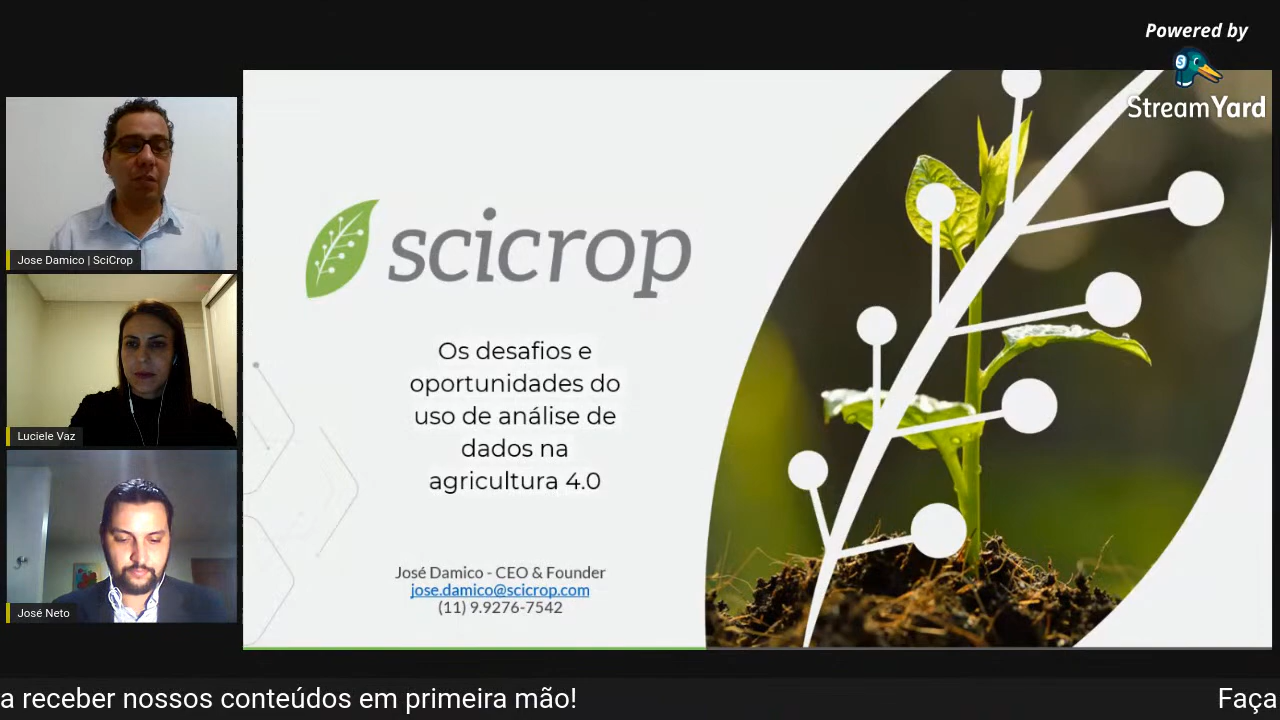 Powered by
StreamYard
Jose Damico | SciCrop
Luciele Vaz
José Neto
scicrop
Os desafios e
oportunidades do
uso de análise de
dados na
agricultura 4.0
José Damico - CEO & Founder
jose.damico@scicrop.com
(11) 9.9276-7542
a receber nossos conteúdos em primeira mão!
Faça